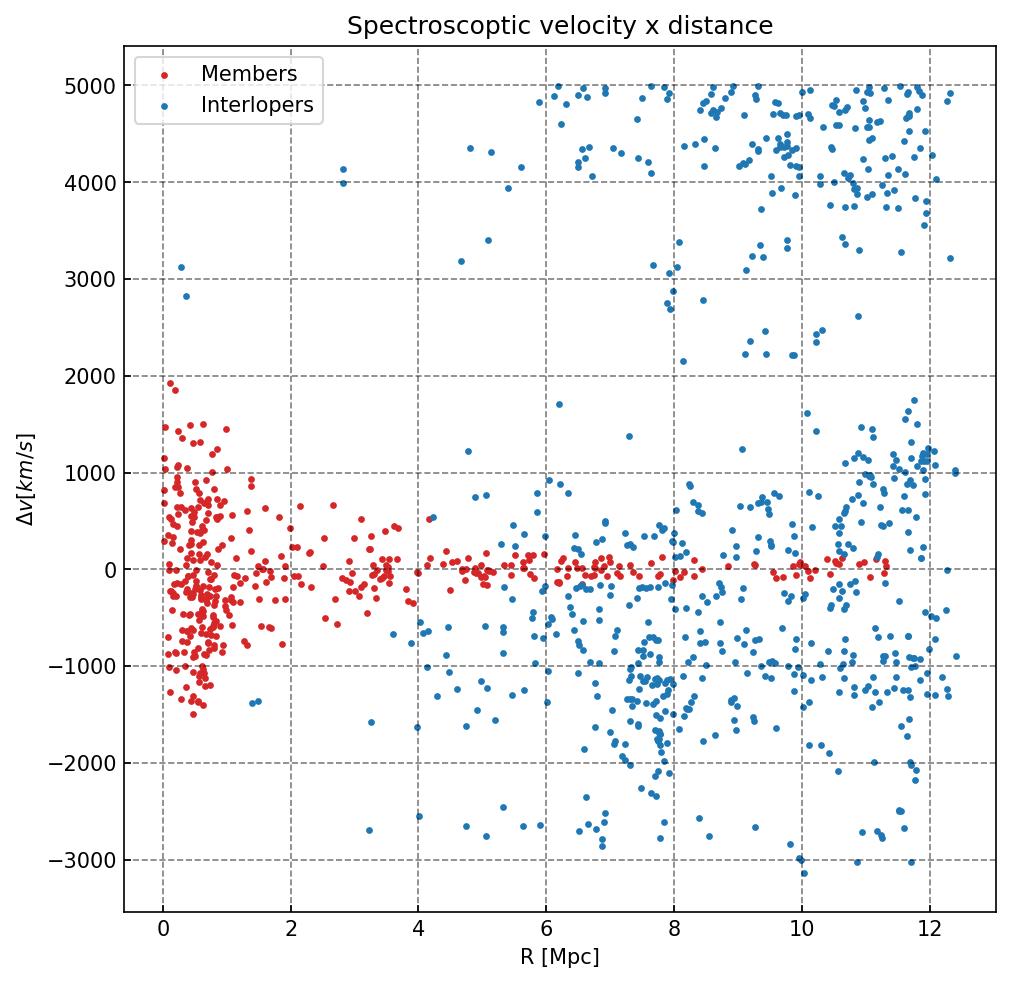 Spectroscoptic velocity x distance
Members
Interlopers
5000
4000
3000
2000
1000
0
−1000
−2000
−3000
Δv[km/s]
0 2 4 6 8 10 12
R [Mpc]